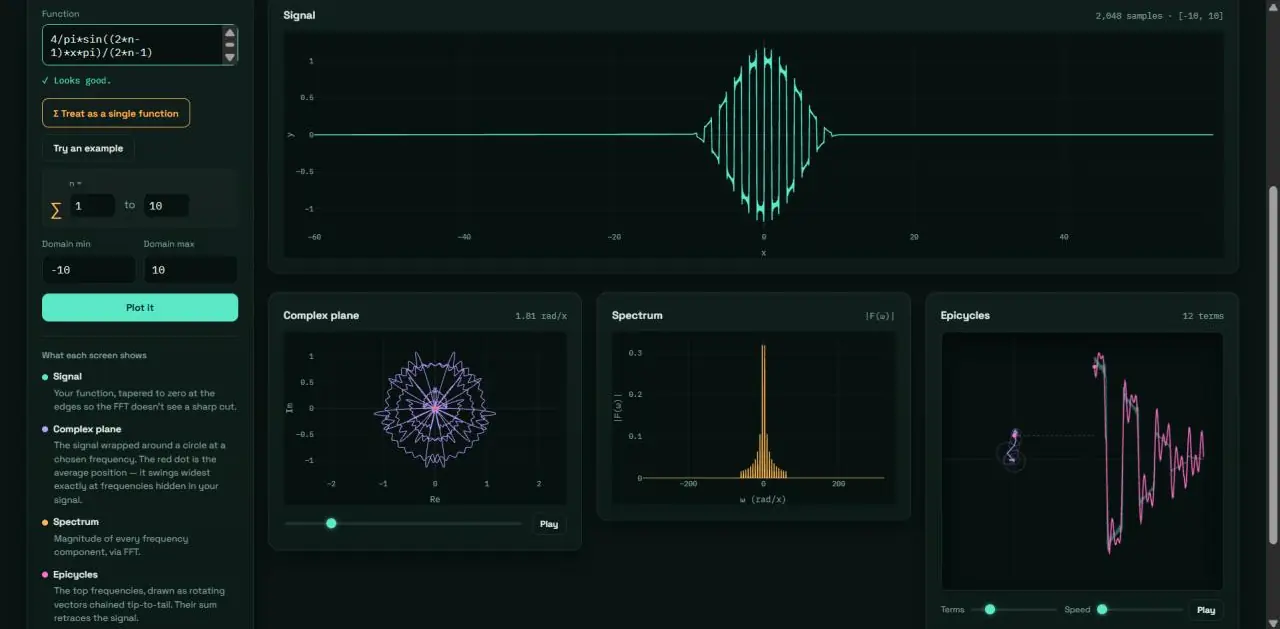 Function
4/pi*sin((2*n-
1)*x*pi)/(2*n-1)
✓ Looks good.
Σ Treat as a single function
Try an example
n =
∑ 1 to 10
Domain min Domain max
-10 10
Plot it
What each screen shows
Signal
Your function, tapered to zero at the
edges so the FFT doesn't see a sharp cut.
Complex plane
The signal wrapped around a circle at a
chosen frequency. The red dot is the
average position — it swings widest
exactly at frequencies hidden in your
signal.
Spectrum
Magnitude of every frequency
component, via FFT.
Epicycles
The top frequencies, drawn as rotating
vectors chained tip-to-tail. Their sum
retraces the signal.
Signal 2,048 samples · [-10, 10]
1
0.5
0
-0.5
-1
y
-60 -40 -20 0 20 40
x
Complex plane 1.01 rad/x
1
0.5
0
-0.5
-1
Im
-2 -1 0 1 2
Re
Play
Spectrum |F(ω)|
0.3
0.2
0.1
0
|F(ω)|
-200 0 200
ω (rad/x)
Epicycles 12 terms
Terms Speed Play